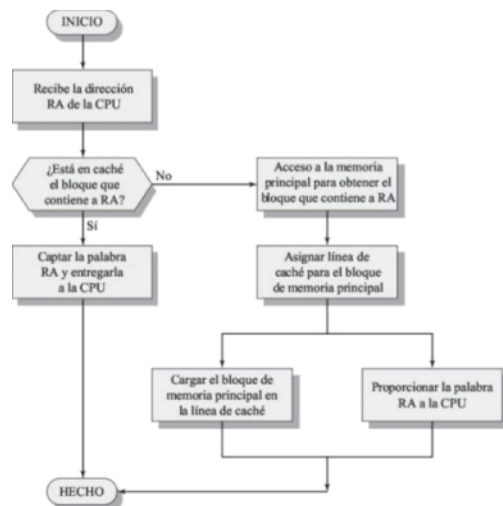 INICIO
Recibe la dirección
RA de la CPU
¿Está en caché
el bloque que
contiene a RA?
No
Acceso a la memoria
principal para obtener el
bloque que contiene a RA
Sí
Captar la palabra
RA y entregarla
a la CPU
Asignar línea de
caché para el bloque
de memoria principal
Cargar el bloque de
memoria principal en
la línea de caché
Proporcionar la palabra
RA a la CPU
HECHO